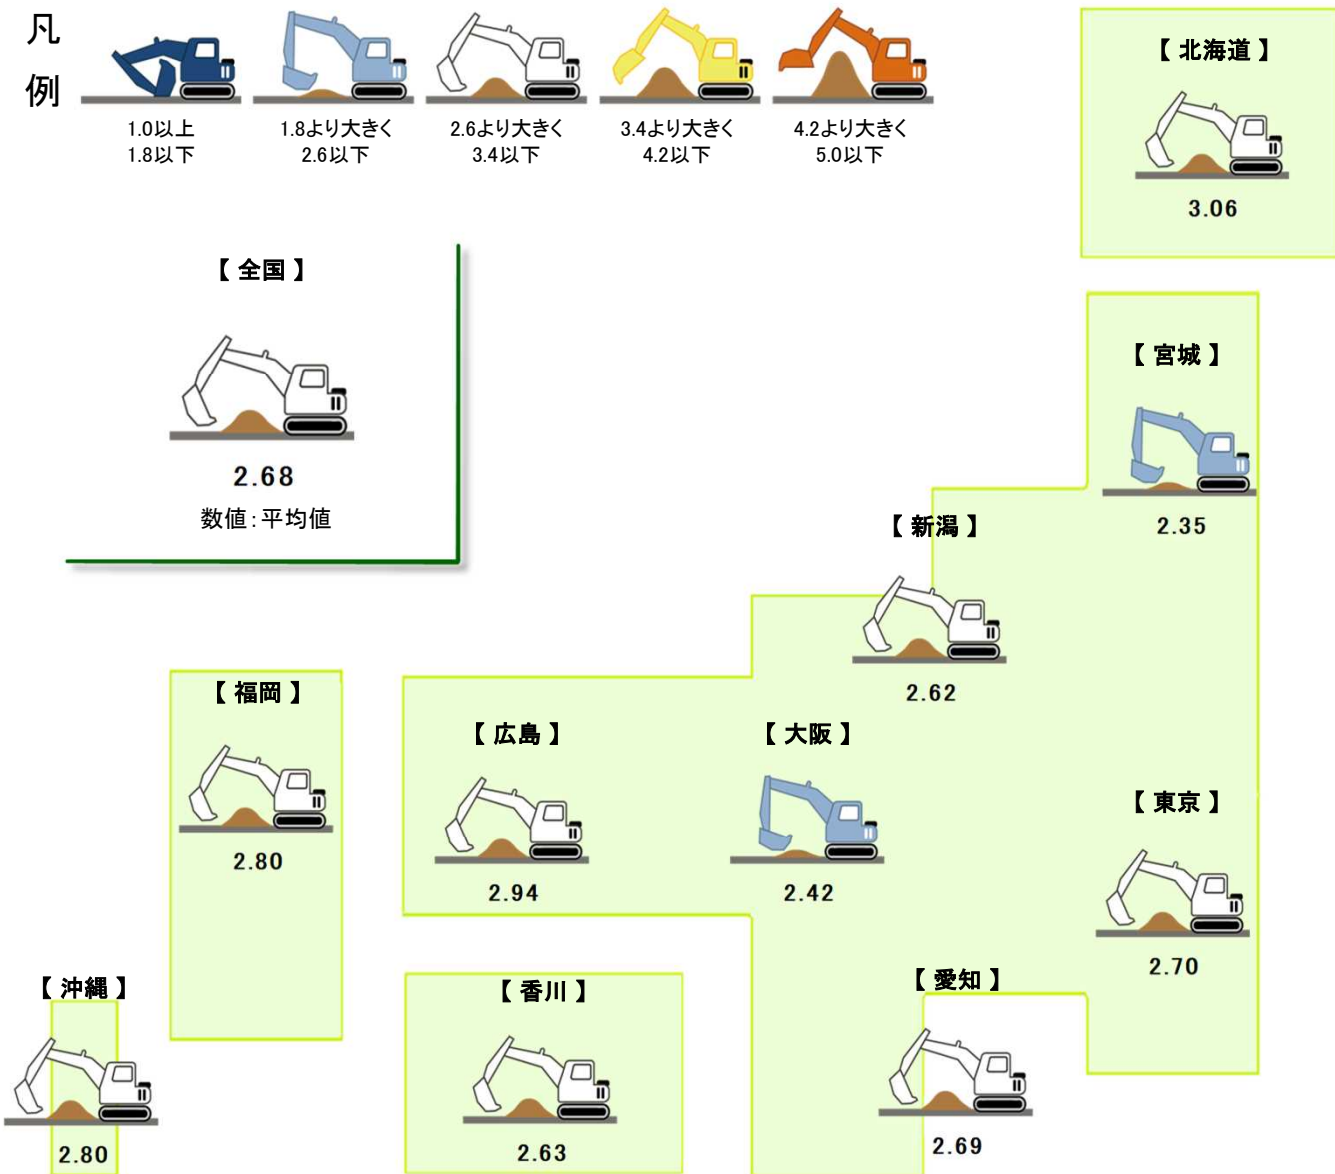 凡
例
1.0以上
1.8以下
1.8より大きく
2.6以下
2.6より大きく
3.4以下
3.4より大きく
4.2以下
4.2より大きく
5.0以下
【 北海道 】
3.06
【 全国 】
2.68
数値：平均値
【 宮城 】
2.35
【 新潟 】
2.62
【 福岡 】
2.80
【 広島 】
2.94
【 大阪 】
2.42
【 東京 】
2.70
【 沖縄 】
2.80
【 香川 】
2.63
【 愛知 】
2.69